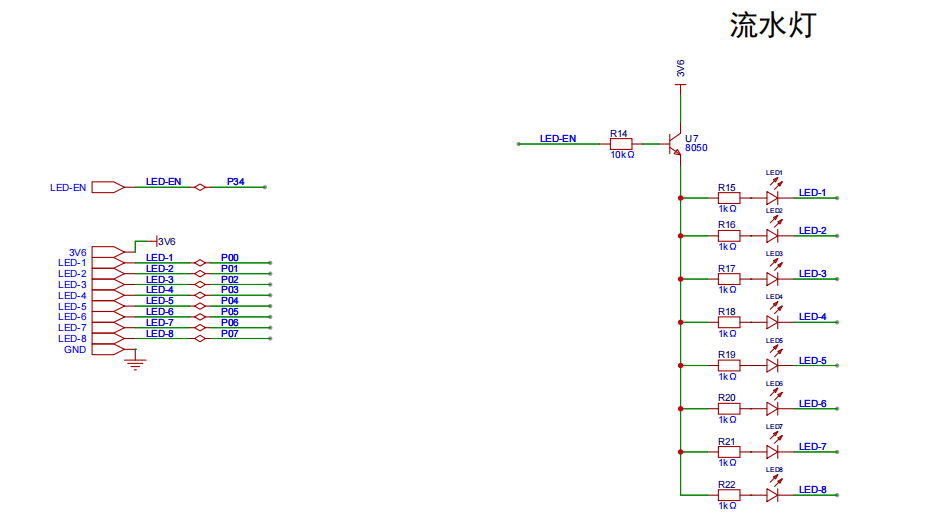 流水灯
3V6
LED-EN
R14
10kΩ
U7
8050
LED-EN
LED-EN
P34
3V6
3V6
LED-1
LED-1
P00
LED-2
LED-2
P01
LED-3
LED-3
P02
LED-4
LED-4
P03
LED-5
LED-5
P04
LED-6
LED-6
P05
LED-7
LED-7
P06
LED-8
LED-8
P07
GND
LED1
R15
1kΩ
LED-1
LED2
R16
1kΩ
LED-2
LED3
R17
1kΩ
LED-3
LED4
R18
1kΩ
LED-4
LED5
R19
1kΩ
LED-5
LED6
R20
1kΩ
LED-6
LED7
R21
1kΩ
LED-7
LED8
R22
1kΩ
LED-8